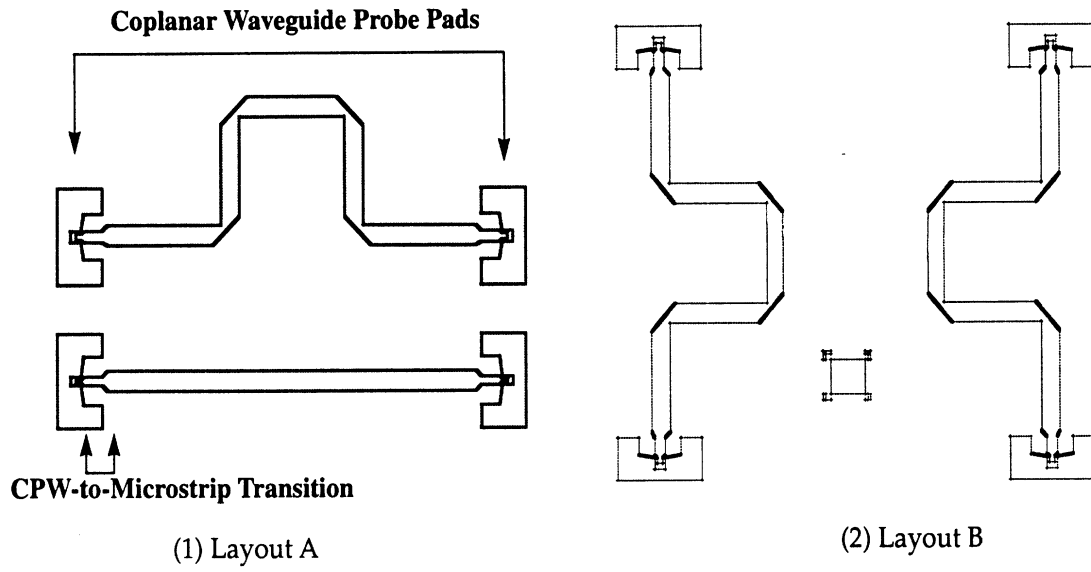 Coplanar Waveguide Probe Pads
CPW-to-Microstrip Transition
(1) Layout A
(2) Layout B